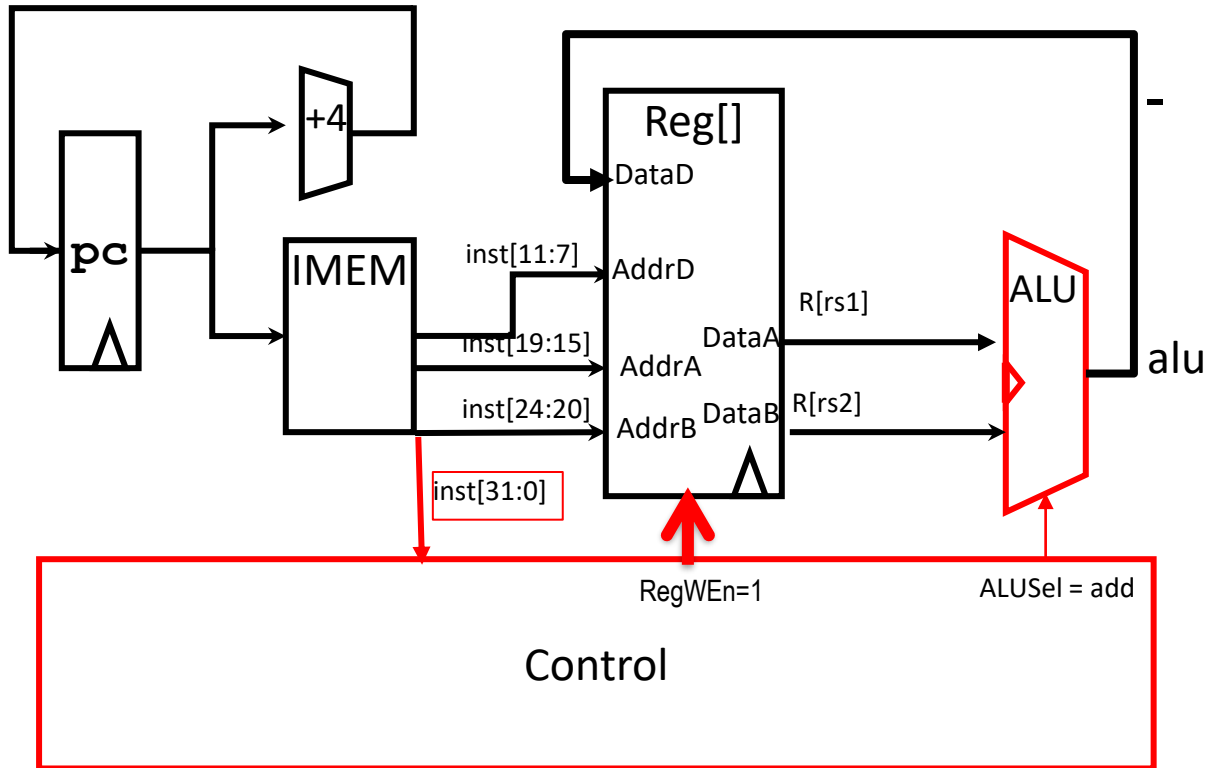 +4
pc
IMEM
inst[11:7]
inst[19:15]
inst[24:20]
inst[31:0]
Reg[]
DataD
AddrD
DataA
AddrA
DataB
AddrB
R[rs1]
R[rs2]
ALU
-
alu
RegWEn=1
ALUSel = add
Control